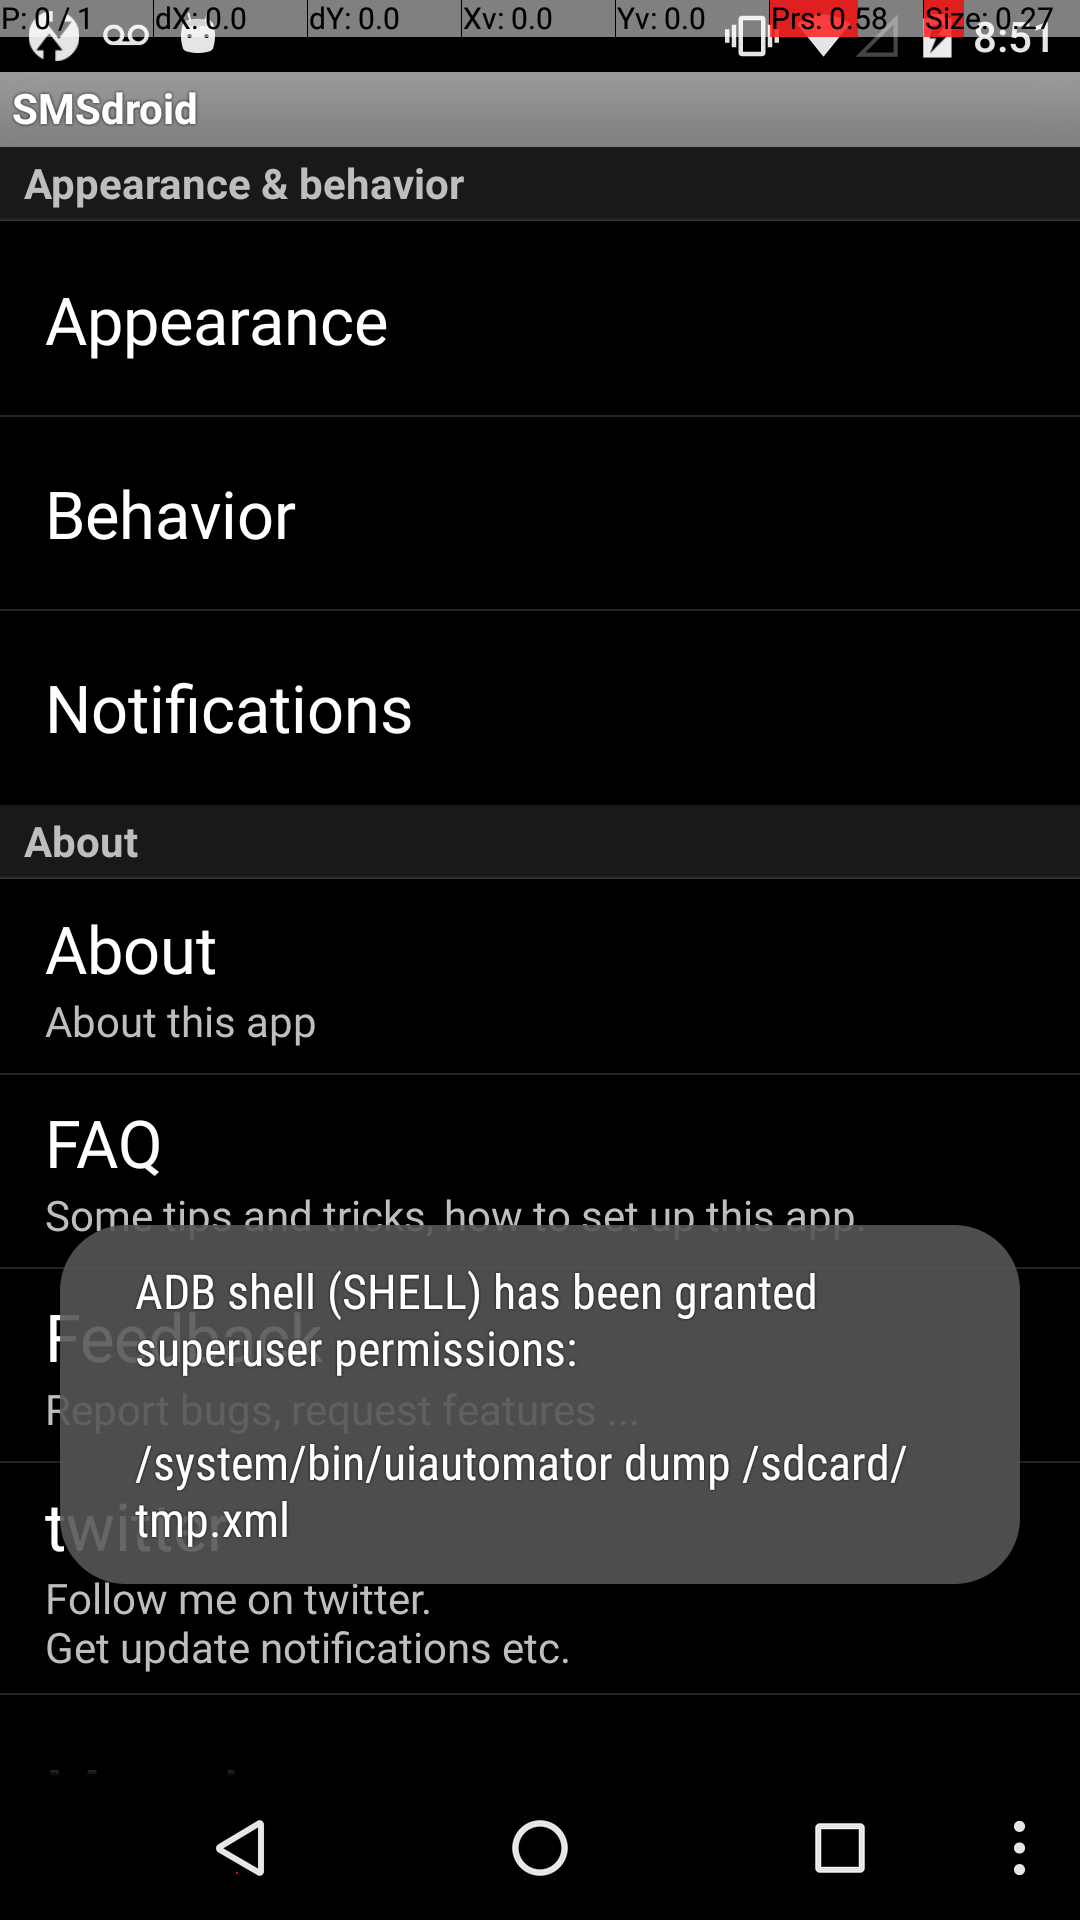 P: 0 / 1 dX: 0.0 dY: 0.0 Xv: 0.0 Yv: 0.0 Prs: 0.58 Size: 0.27
8:51
SMSdroid
Appearance & behavior
Appearance
Behavior
Notifications
About
About
About this app
FAQ
Some tips and tricks, how to set up this app.
ADB shell (SHELL) has been granted
Feedback
superuser permissions:
Report bugs, request features ...
/system/bin/uiautomator dump /sdcard/
twitter
tmp.xml
Follow me on twitter.
Get update notifications etc.